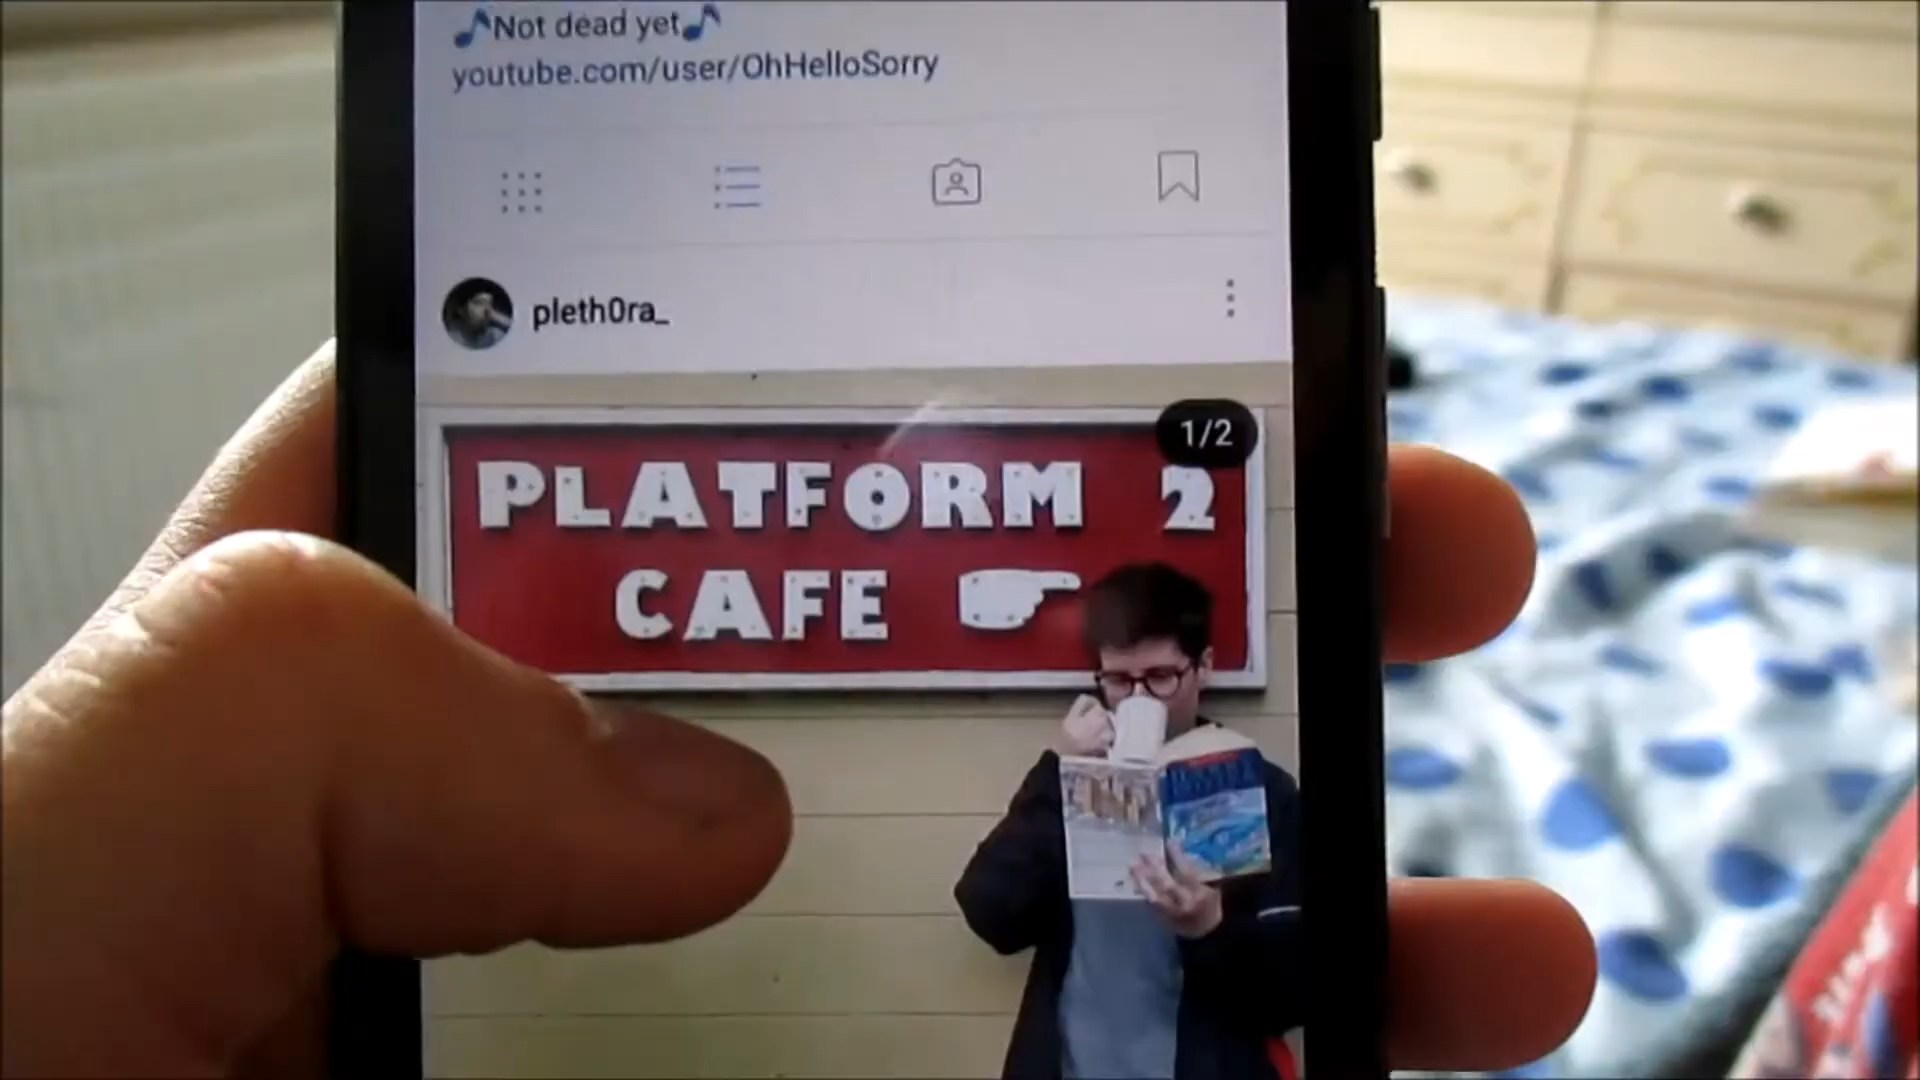 🎵Not dead yet🎵
youtube.com/user/OhHelloSorry
pleth0ra_
1/2
PLATFORM 2
CAFE